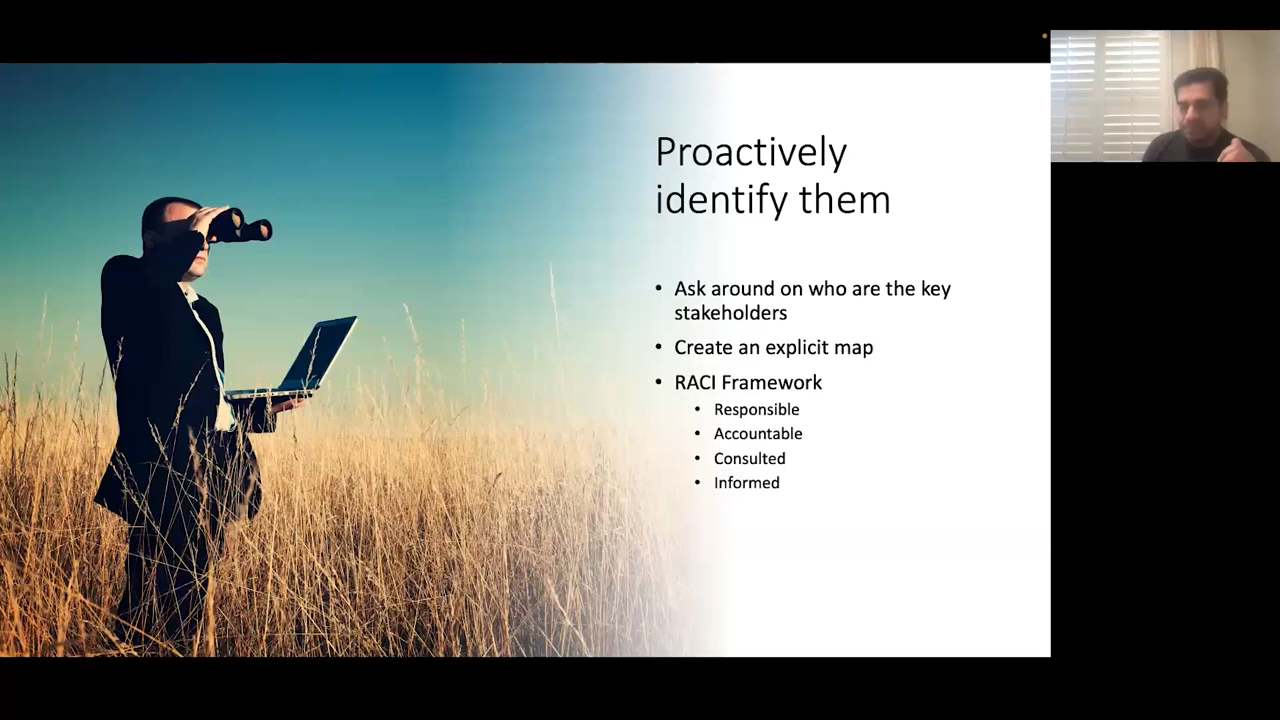 Proactively
identify them
• Ask around on who are the key
stakeholders
• Create an explicit map
• RACI Framework
• Responsible
• Accountable
• Consulted
• Informed